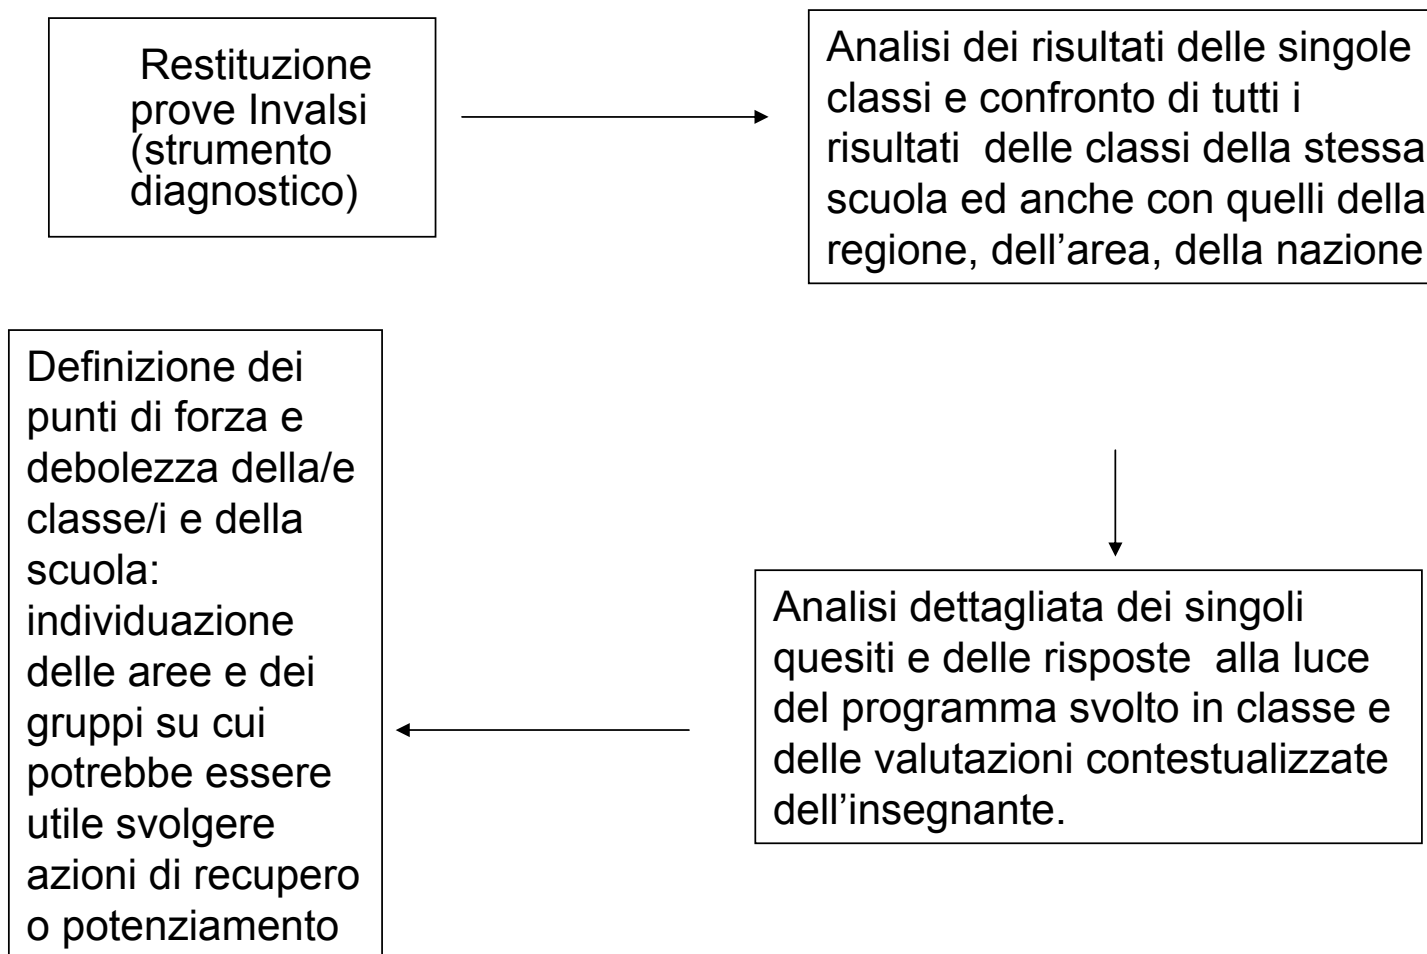 Restituzione
prove Invalsi
(strumento
diagnostico)
Analisi dei risultati delle singole
classi e confronto di tutti i
risultati delle classi della stessa
scuola ed anche con quelli della
regione, dell’area, della nazione
Analisi dettagliata dei singoli
quesiti e delle risposte alla luce
del programma svolto in classe e
delle valutazioni contestualizzate
dell’insegnante.
Definizione dei
punti di forza e
debolezza della/e
classe/i e della
scuola:
individuazione
delle aree e dei
gruppi su cui
potrebbe essere
utile svolgere
azioni di recupero
o potenziamento